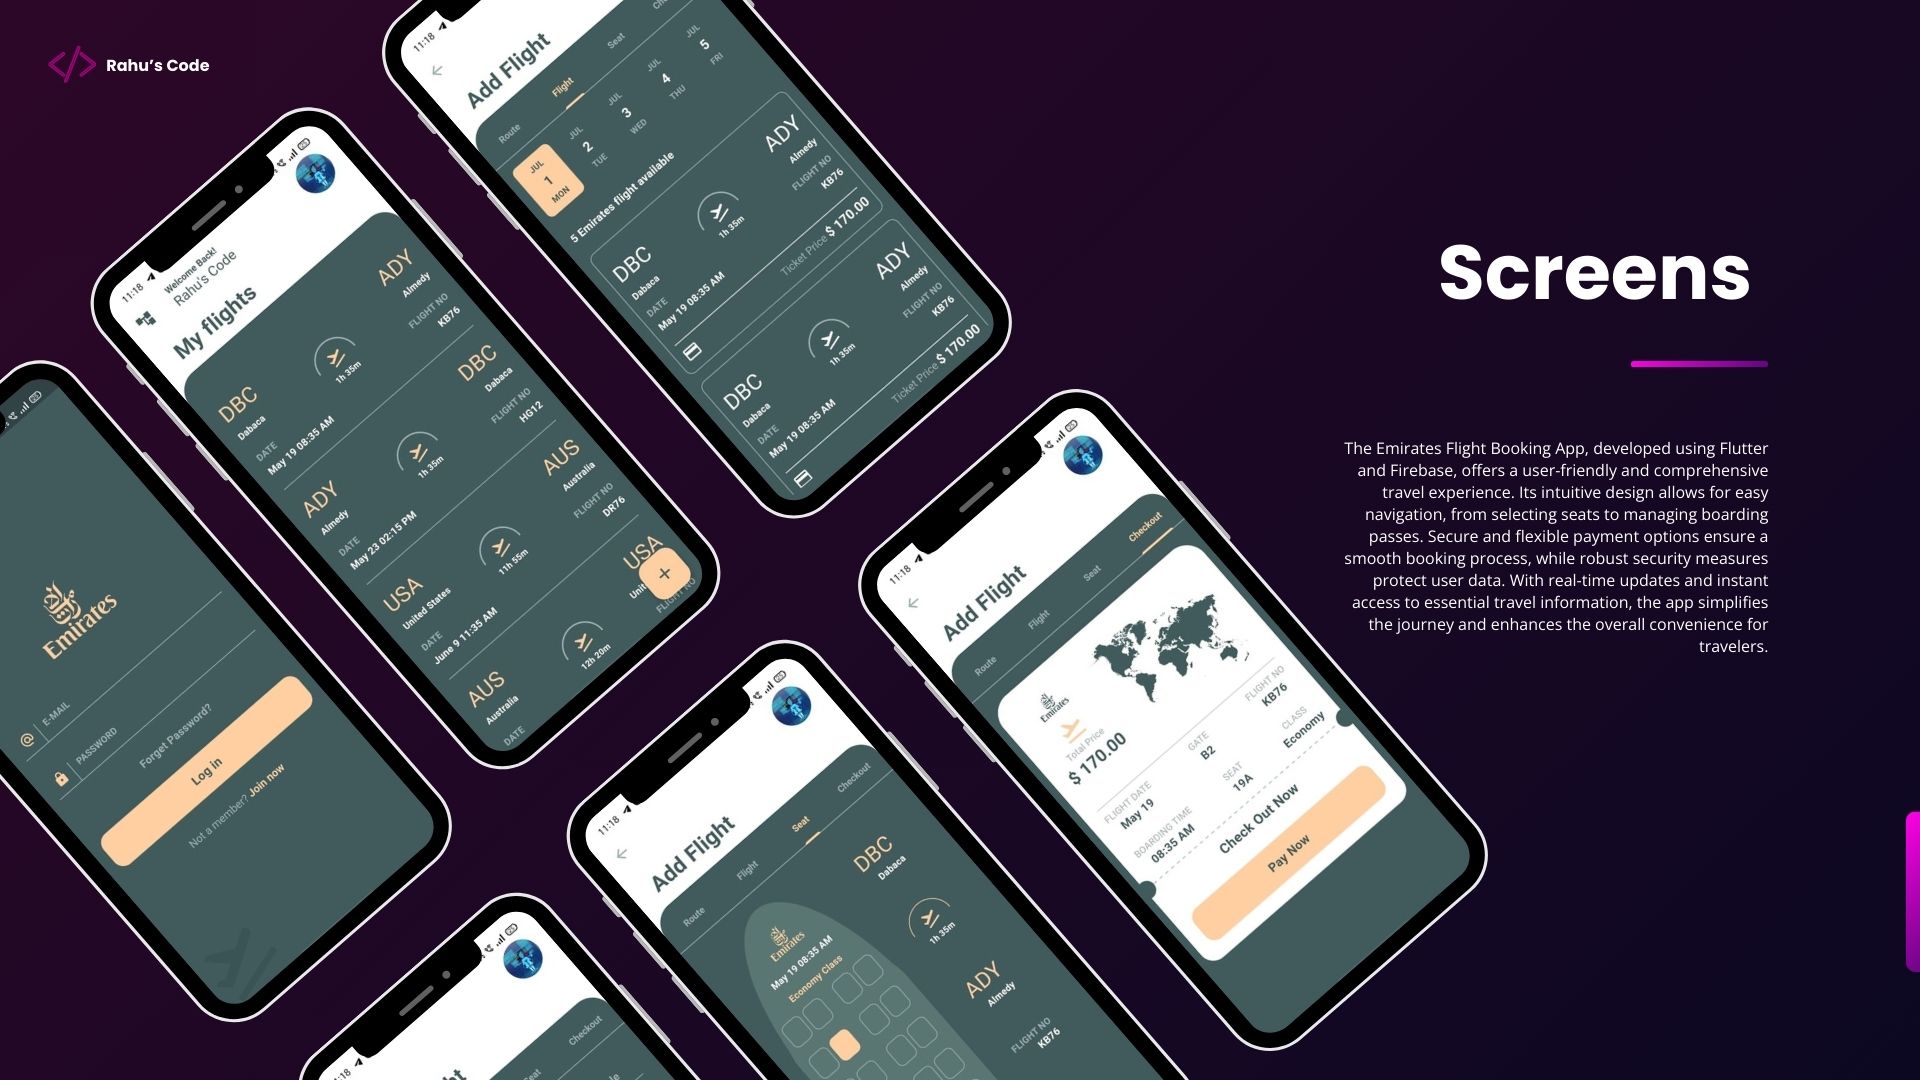 Rahu's Code
Screens
The Emirates Flight Booking App, developed using Flutter
and Firebase, offers a user-friendly and comprehensive
travel experience. Its intuitive design allows for easy
navigation, from selecting seats to managing boarding
passes. Secure and flexible payment options ensure a
smooth booking process, while robust security measures
protect user data. With real-time updates and instant
access to essential travel information, the app simplifies
the journey and enhances the overall convenience for
travelers.
11:18
Add Flight
Route
Flight
Seat
JUL
1
MON
JUL
2
TUE
JUL
3
WED
JUL
4
THU
JUL
5
FRI
5 Emirates flight available
DBC
Dabaca
1h 35m
ADY
Almedy
DATE
May 19 08:35 AM
FLIGHT NO
KB76
Ticket Price $ 170.00
DBC
Dabaca
1h 35m
ADY
Almedy
DATE
May 19 08:35 AM
FLIGHT NO
KB76
Ticket Price $ 170.00
11:18
Welcome Back!
Rahu's Code
My flights
DBC
Dabaca
1h 35m
ADY
Almedy
DATE
May 19 08:35 AM
FLIGHT NO
KB76
ADY
Almedy
1h 35m
DBC
Dabaca
DATE
May 23 02:15 PM
FLIGHT NO
HG12
USA
United States
11h 55m
AUS
Australia
DATE
June 9 11:35 AM
FLIGHT NO
DR76
AUS
Australia
12h 20m
USA
DATE
+
Emirates
@ E-MAIL
PASSWORD
Forget Password?
Log in
Not a member? Join now
11:18
Add Flight
Route
Flight
Seat
Checkout
Emirates
Total Price
$ 170.00
FLIGHT NO
KB76
FLIGHT DATE
May 19
GATE
B2
CLASS
Economy
BOARDING TIME
08:35 AM
SEAT
19A
Check Out Now
Pay Now
11:18
Add Flight
Route
Flight
Seat
Checkout
Emirates
May 19 08:35 AM
Economy Class
DBC
Dabaca
1h 35m
ADY
Almedy
FLIGHT NO
KB76
Checkout